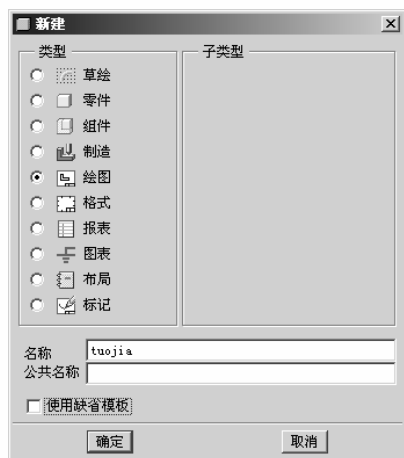 新建
类型
子类型
草绘
零件
组件
制造
绘图
格式
报表
图表
布局
标记
名称 tuojia
公共名称
使用缺省模板
确定 取消